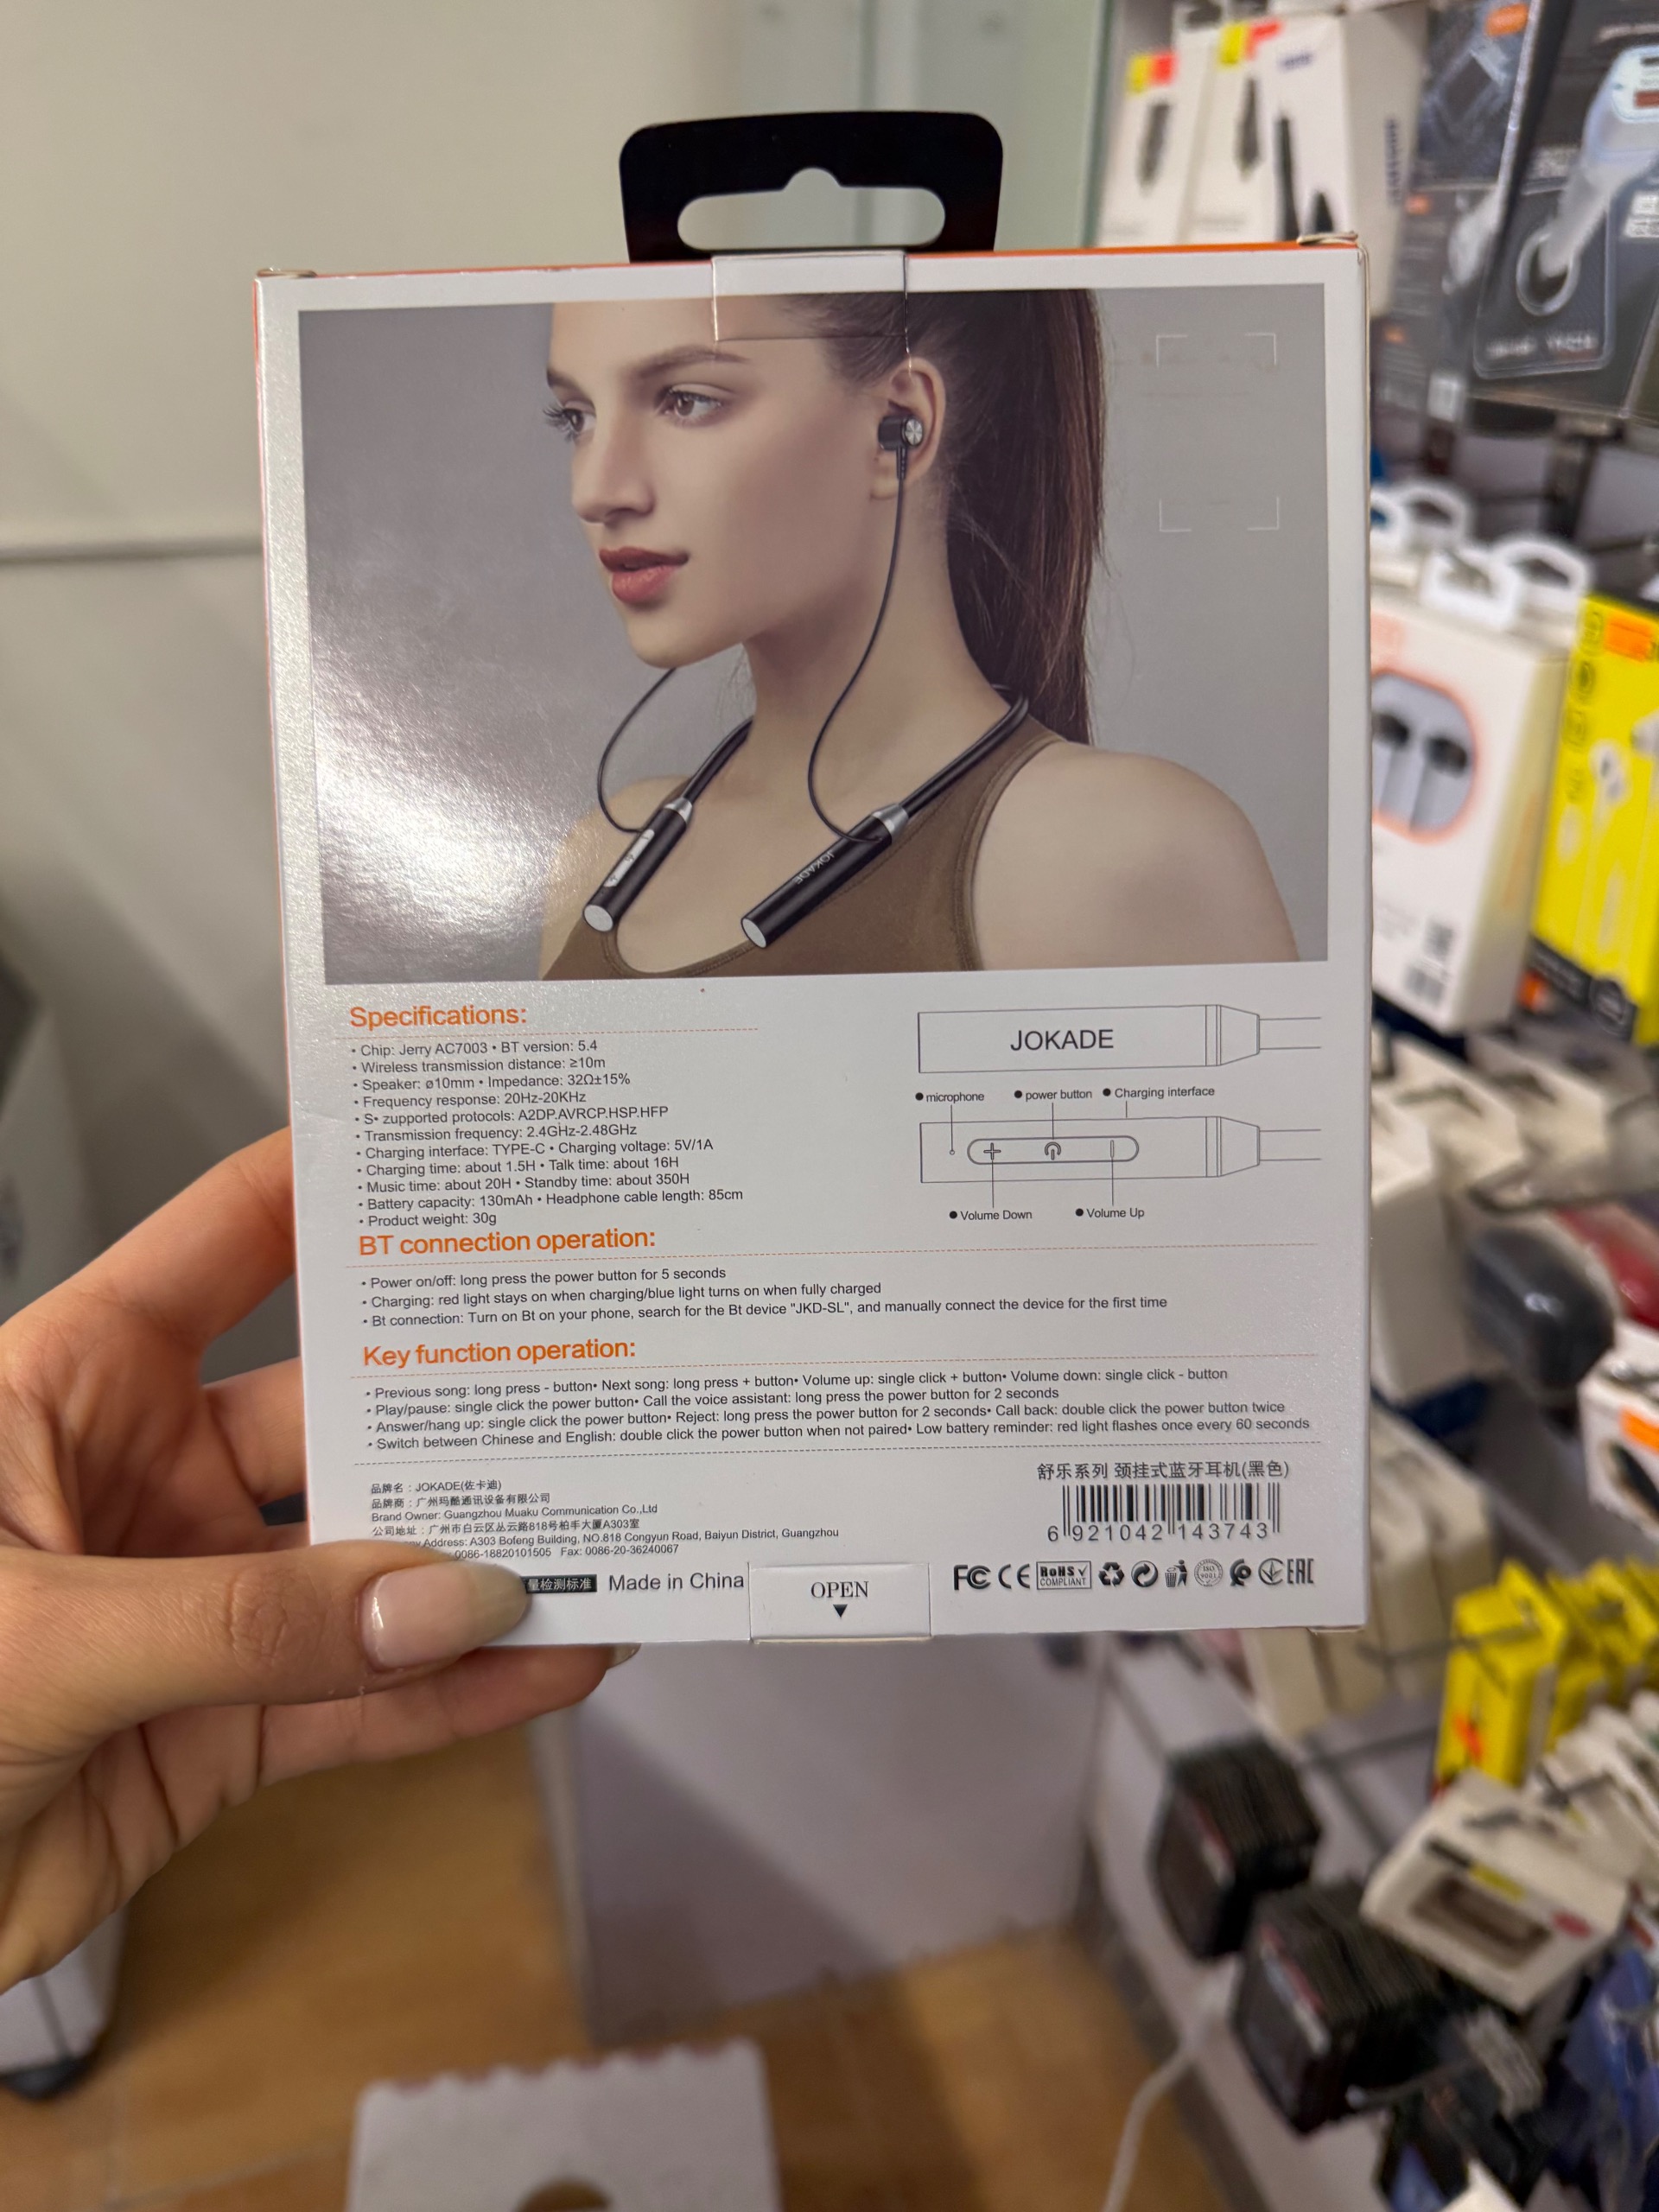 JOKADE
Specifications:
• Chip: Jerry AC7003 • BT version: 5.4
• Wireless transmission distance: ≥10m
• Speaker: ø10mm • Impedance: 32Ω±15%
• Frequency response: 20Hz-20KHz
• S• zupported protocols: A2DP.AVRCP.HSP.HFP
• Transmission frequency: 2.4GHz-2.48GHz
• Charging interface: TYPE-C • Charging voltage: 5V/1A
• Charging time: about 1.5H • Talk time: about 16H
• Music time: about 20H • Standby time: about 350H
• Battery capacity: 130mAh • Headphone cable length: 85cm
• Product weight: 30g
JOKADE
● microphone ● power button ● Charging interface
● Volume Down ● Volume Up
BT connection operation:
• Power on/off: long press the power button for 5 seconds
• Charging: red light stays on when charging/blue light turns on when fully charged
• Bt connection: Turn on Bt on your phone, search for the Bt device "JKD-SL", and manually connect the device for the first time
Key function operation:
• Previous song: long press - button• Next song: long press + button• Volume up: single click + button• Volume down: single click - button
• Play/pause: single click the power button• Call the voice assistant: long press the power button for 2 seconds
• Answer/hang up: single click the power button• Reject: long press the power button for 2 seconds• Call back: double click the power button twice
• Switch between Chinese and English: double click the power button when not paired• Low battery reminder: red light flashes once every 60 seconds
品牌名：JOKADE(佐卡迪)
品牌商：广州玛酷通讯设备有限公司
Brand Owner: Guangzhou Muaku Communication Co.,Ltd
公司地址：广州市白云区丛云路818号柏丰大厦A303室
Address: A303 Bofeng Building, NO.818 Congyun Road, Baiyun District, Guangzhou
0086-18820101505 Fax: 0086-20-36240067
量检测标准 Made in China
OPEN
舒乐系列 颈挂式蓝牙耳机(黑色)
6 921042 143743
FC CE RoHS COMPLIANT ISO 9001 EAC